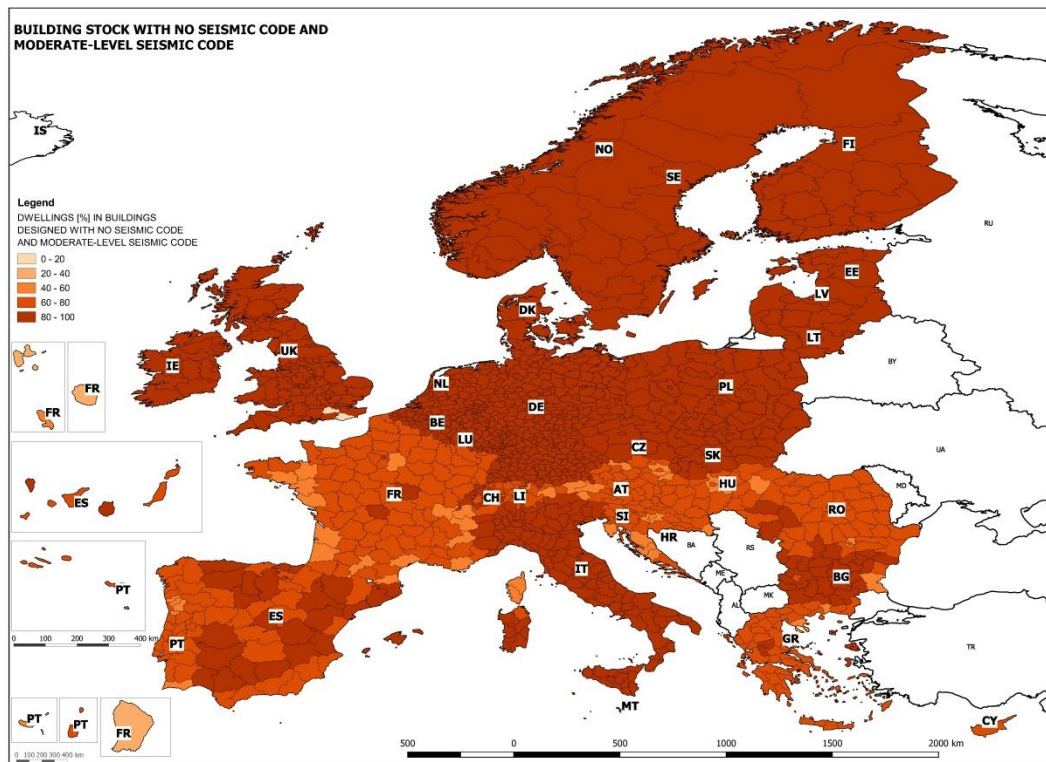 BUILDING STOCK WITH NO SEISMIC CODE AND
MODERATE-LEVEL SEISMIC CODE
IS
NO
FI
SE
RU
Legend
DWELLINGS [%] IN BUILDINGS
DESIGNED WITH NO SEISMIC CODE
AND MODERATE-LEVEL SEISMIC CODE
0 - 20
20 - 40
40 - 60
60 - 80
80 - 100
EE
LV
DK
LT
UK
IE
BY
NL
PL
FR
FR
DE
BE
LU
CZ
SK
UA
MD
ES
FR
CH
LI
AT
HU
RO
SI
HR
BA
RS
IT
ME
BG
PT
MK
AL
ES
PT
GR
TR
0 100 200 300 400 km
MT
CY
PT
PT
FR
0 100 200 300 400 km
500 0 500 1000 1500 2000 km